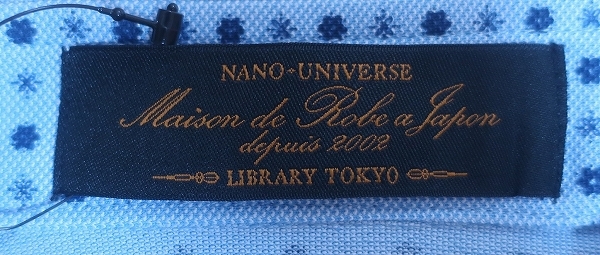 NANO·UNIVERSE
Maison de Robe a Japon
depuis 2002
LIBRARY TOKYO